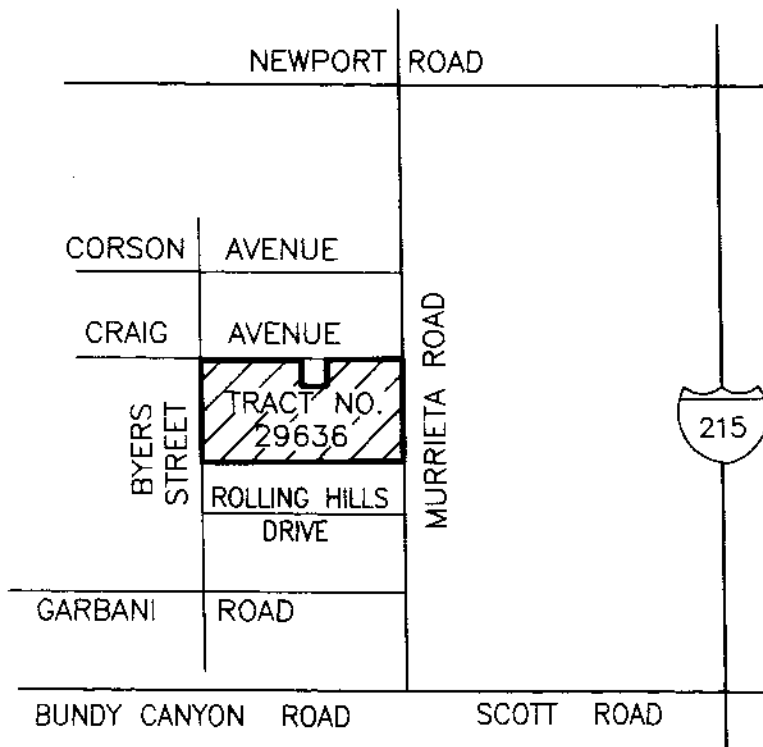 NEWPORT ROAD
CORSON AVENUE
CRAIG AVENUE
MURRIETA ROAD
BYERS
STREET
TRACT NO.
29636
215
ROLLING HILLS
DRIVE
GARBANI ROAD
BUNDY CANYON ROAD
SCOTT ROAD